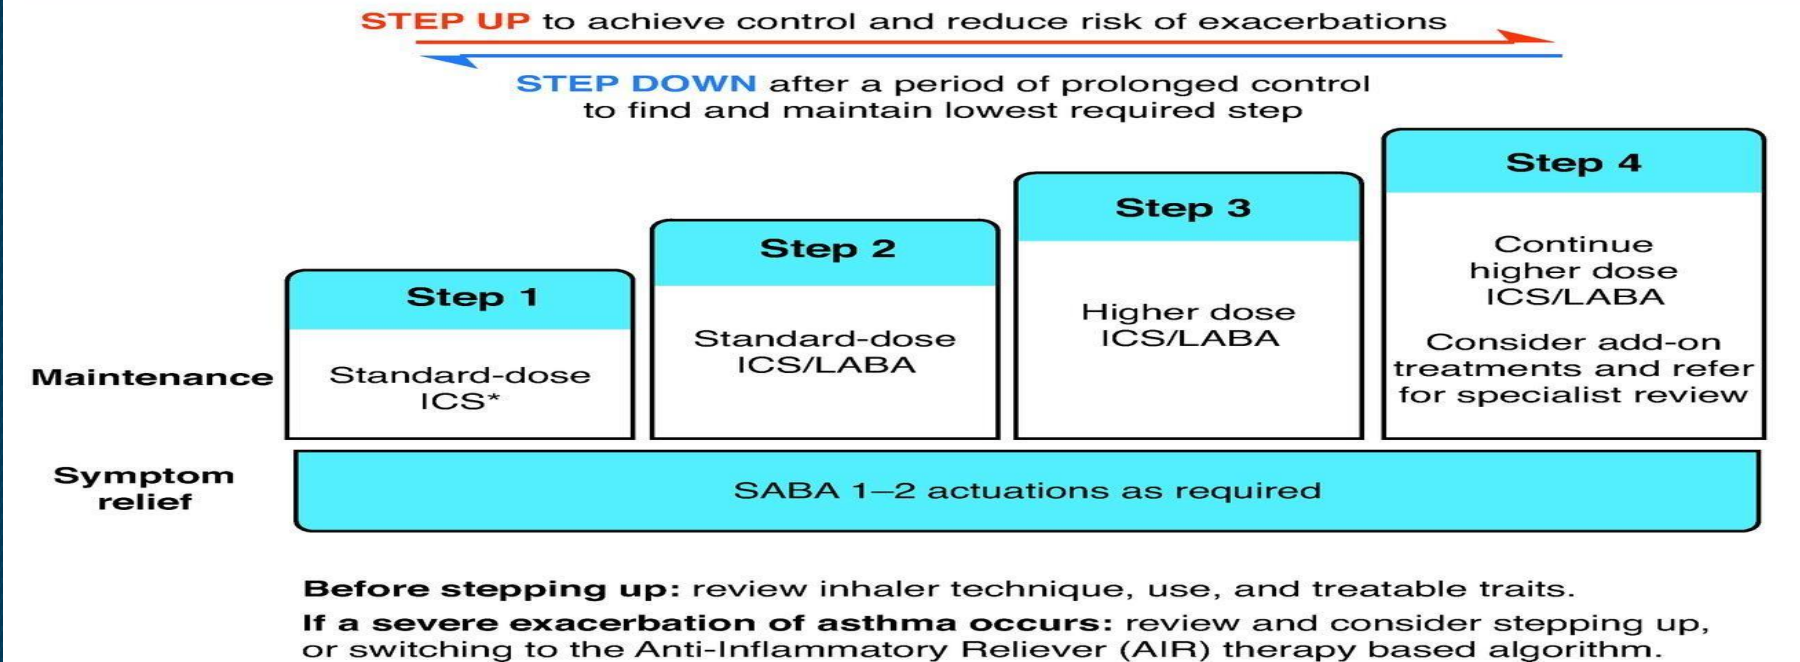 STEP UP to achieve control and reduce risk of exacerbations
STEP DOWN after a period of prolonged control
to find and maintain lowest required step
Step 1
Standard-dose
ICS*
Step 2
Standard-dose
ICS/LABA
Step 3
Higher dose
ICS/LABA
Step 4
Continue
higher dose
ICS/LABA
Consider add-on
treatments and refer
for specialist review
Maintenance
Symptom
relief
SABA 1–2 actuations as required
Before stepping up: review inhaler technique, use, and treatable traits.
If a severe exacerbation of asthma occurs: review and consider stepping up,
or switching to the Anti-Inflammatory Reliever (AIR) therapy based algorithm.